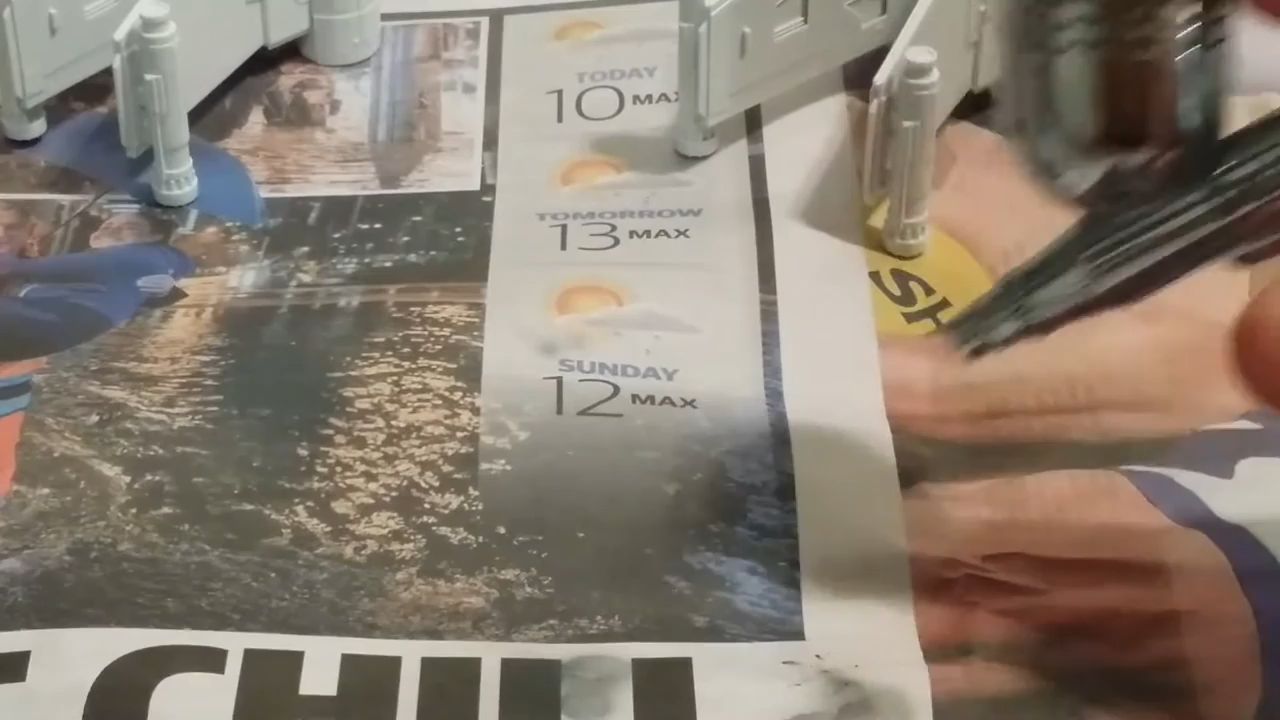 TODAY
10 MAX
TOMORROW
13 MAX
SUNDAY
12 MAX
CHILL